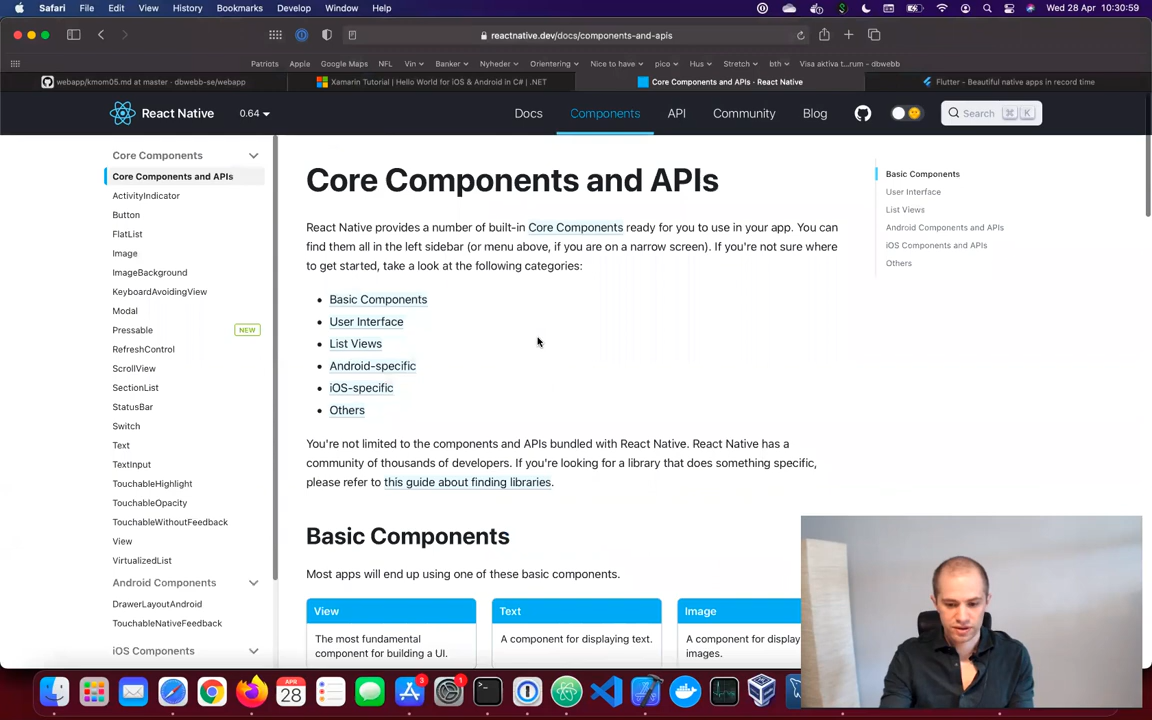 Safari File Edit View History Bookmarks Develop Window Help Wed 28 Apr 10:30:59
reactnative.dev/docs/components-and-apis
Patriots Apple Google Maps NFL Vin Banker Nyheder Orientering Nice to have pico Hus Stretch bth Visa aktiva t...rum - dbwebb
webapp/kmom05.md at master · dbwebb-se/webapp
Xamarin Tutorial | Hello World for iOS & Android in C# | .NET
Core Components and APIs · React Native
Flutter - Beautiful native apps in record time
React Native 0.64 Docs Components API Community Blog Search ⌘ K
Core Components
Core Components and APIs
ActivityIndicator
Button
FlatList
Image
ImageBackground
KeyboardAvoidingView
Modal
Pressable NEW
RefreshControl
ScrollView
SectionList
StatusBar
Switch
Text
TextInput
TouchableHighlight
TouchableOpacity
TouchableWithoutFeedback
View
VirtualizedList
Android Components
DrawerLayoutAndroid
TouchableNativeFeedback
iOS Components
Core Components and APIs
React Native provides a number of built-in Core Components ready for you to use in your app. You can
find them all in the left sidebar (or menu above, if you are on a narrow screen). If you're not sure where
to get started, take a look at the following categories:
• Basic Components
• User Interface
• List Views
• Android-specific
• iOS-specific
• Others
You're not limited to the components and APIs bundled with React Native. React Native has a
community of thousands of developers. If you're looking for a library that does something specific,
please refer to this guide about finding libraries.
Basic Components
Most apps will end up using one of these basic components.
View
The most fundamental
component for building a UI.
Text
A component for displaying text.
Image
A component for display
images.
Basic Components
User Interface
List Views
Android Components and APIs
iOS Components and APIs
Others
APR
28
3
1